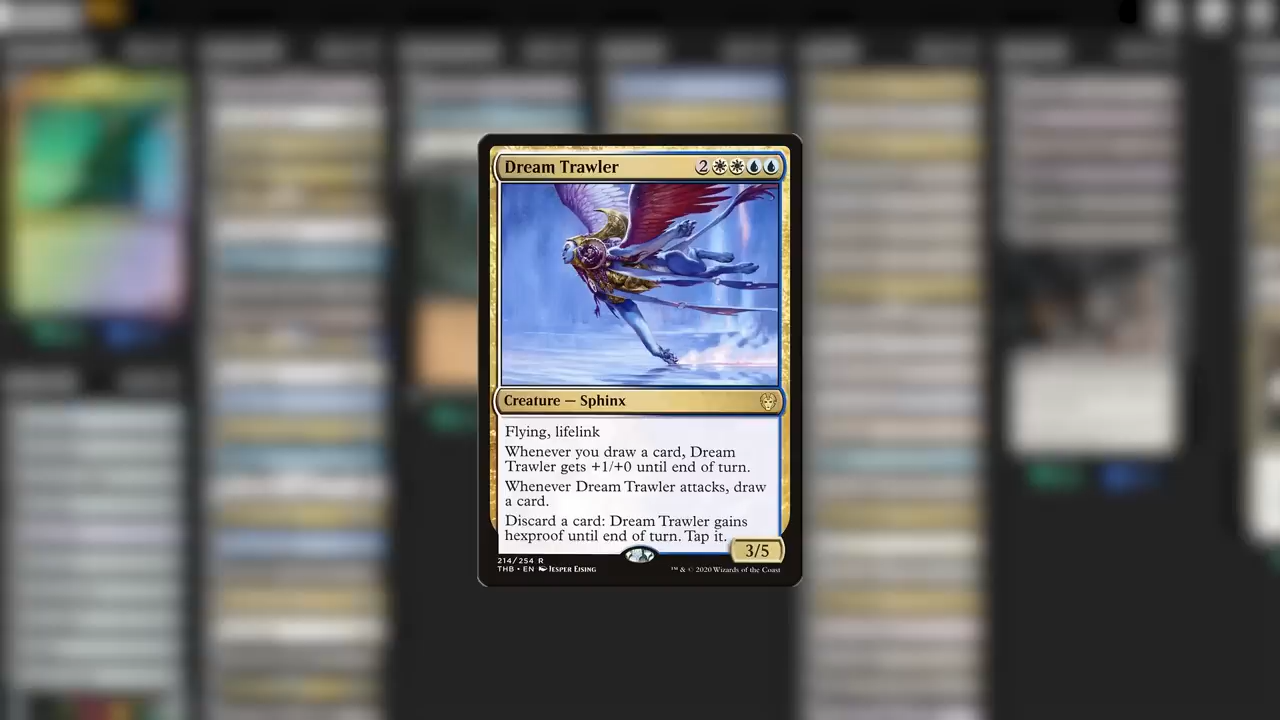 Dream Trawler 2
Creature — Sphinx
Flying, lifelink
Whenever you draw a card, Dream
Trawler gets +1/+0 until end of turn.
Whenever Dream Trawler attacks, draw
a card.
Discard a card: Dream Trawler gains
hexproof until end of turn. Tap it.
3/5
214/254 R
THB • EN Jesper Eising
™ & © 2020 Wizards of the Coast